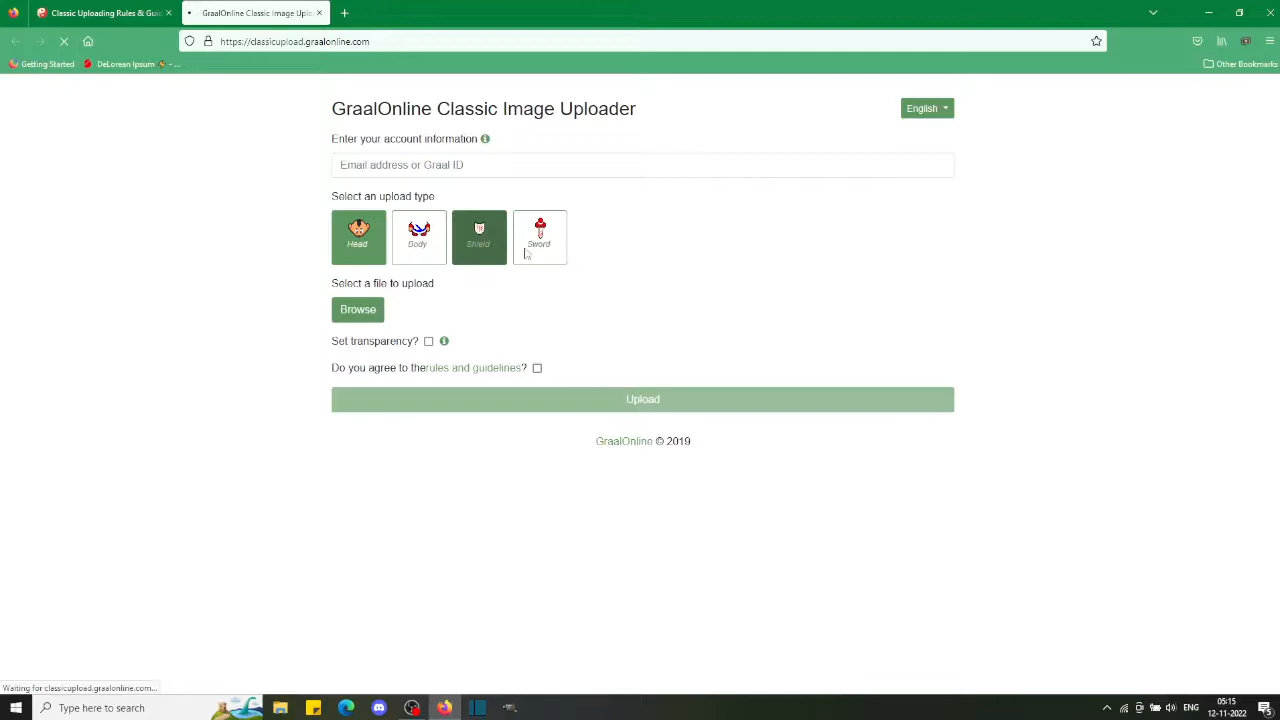 Classic Uploading Rules & Guid
GraalOnline Classic Image Uplo
https://classicupload.graalonline.com
Getting Started
DeLorean Ipsum
- ...
Other Bookmarks
GraalOnline Classic Image Uploader
English
Enter your account information
Email address or Graal ID
Select an upload type
Head
Body
Shield
Sword
Select a file to upload
Browse
Set transparency?
Do you agree to therules and guidelines?
Upload
GraalOnline © 2019
Waiting for classicupload.graalonline.com...
Type here to search
ENG
05:15
12-11-2022